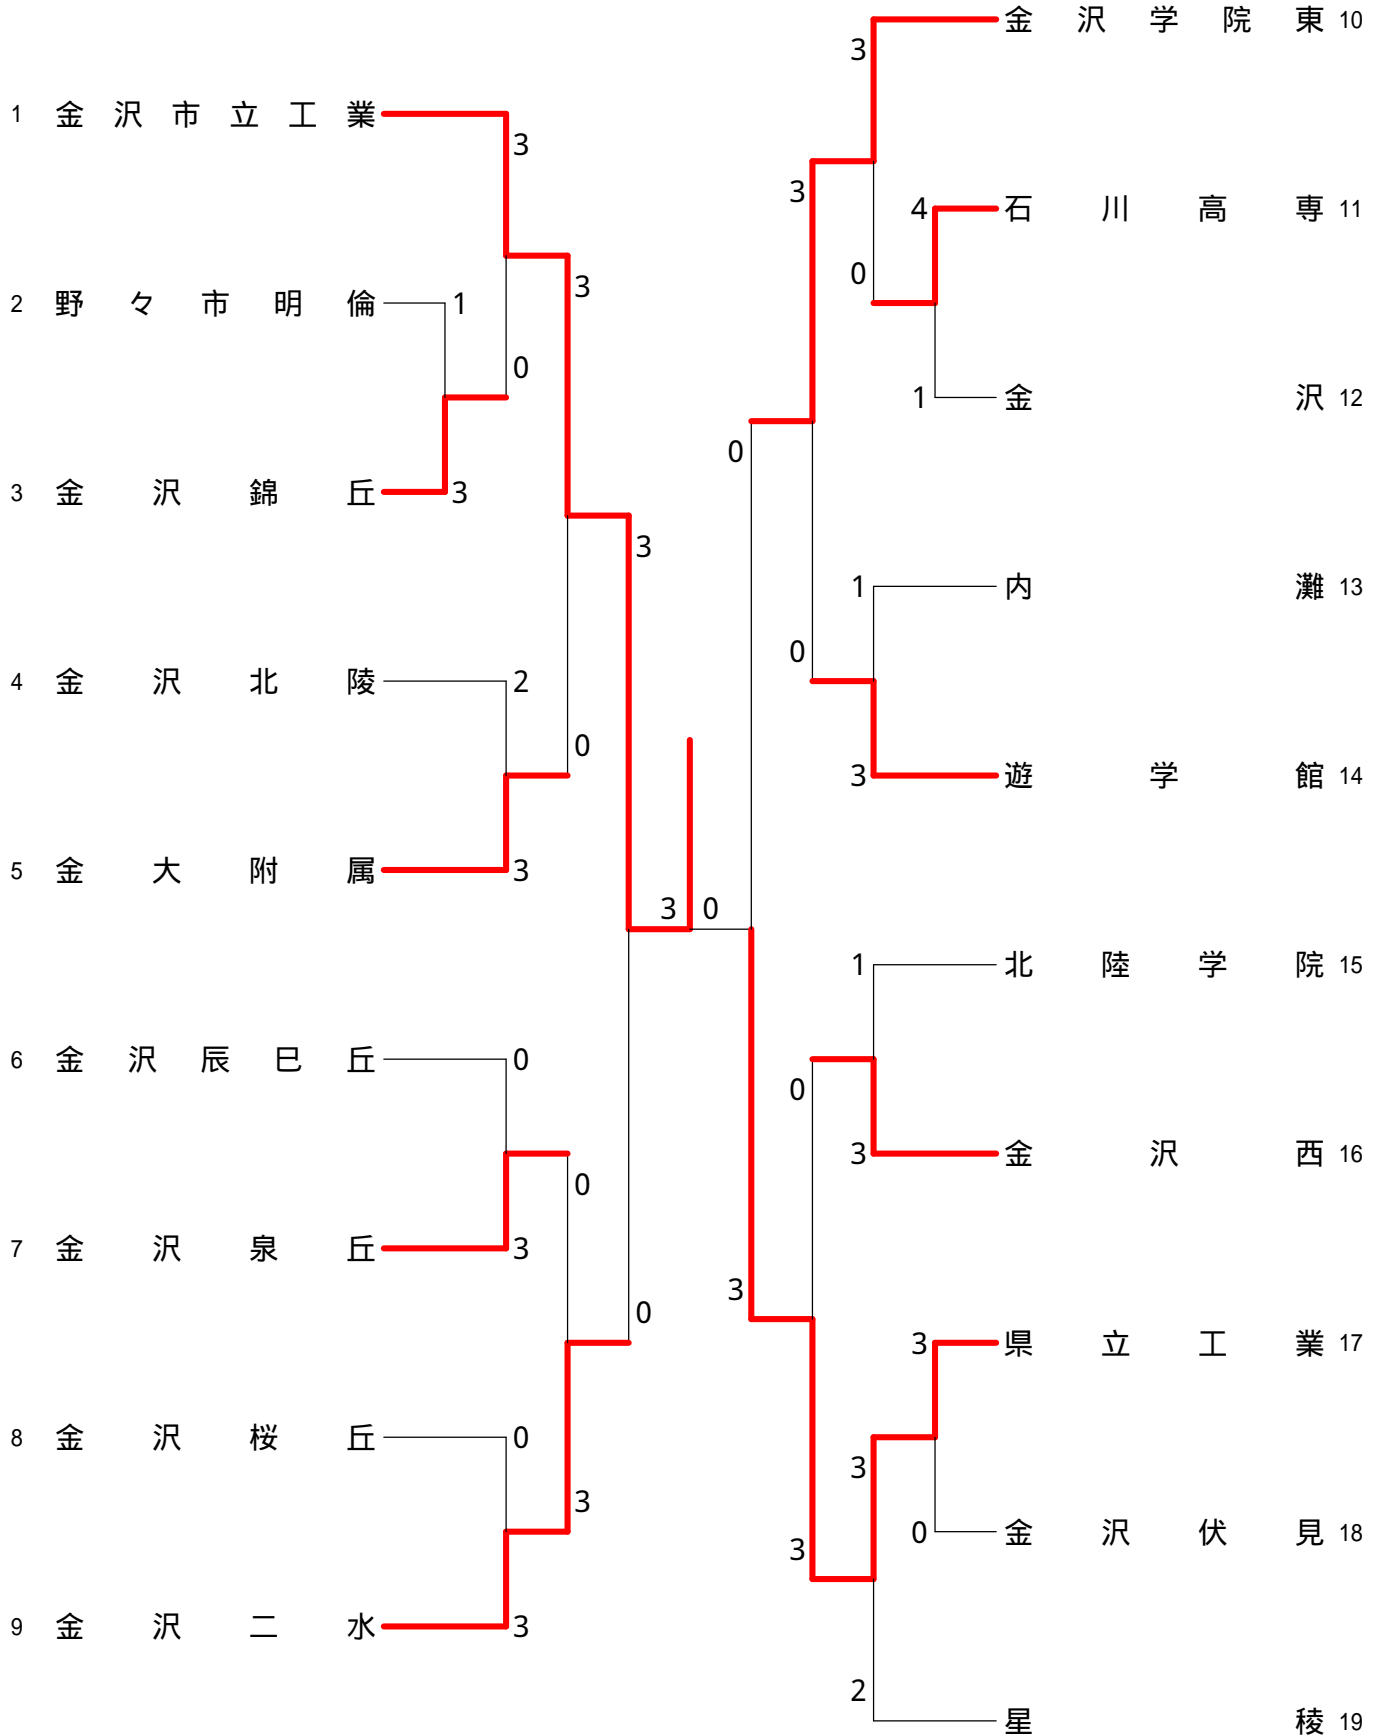 1 金沢市立工業
3
2 野々市明倫
1
0
3
3 金沢錦丘
3
3
4 金沢北陵
2
0
5 金大附属
3
3 0
6 金沢辰巳丘
0
0
7 金沢泉丘
3
0
8 金沢桜丘
0
3
9 金沢二水
3
金沢学院東 10
3
3
4
石川高専 11
0
1
金沢 12
0
1
内灘 13
0
3
遊学館 14
1
北陸学院 15
0
3
金沢西 16
3
3
県立工業 17
3
0
金沢伏見 18
3
2
星稜 19